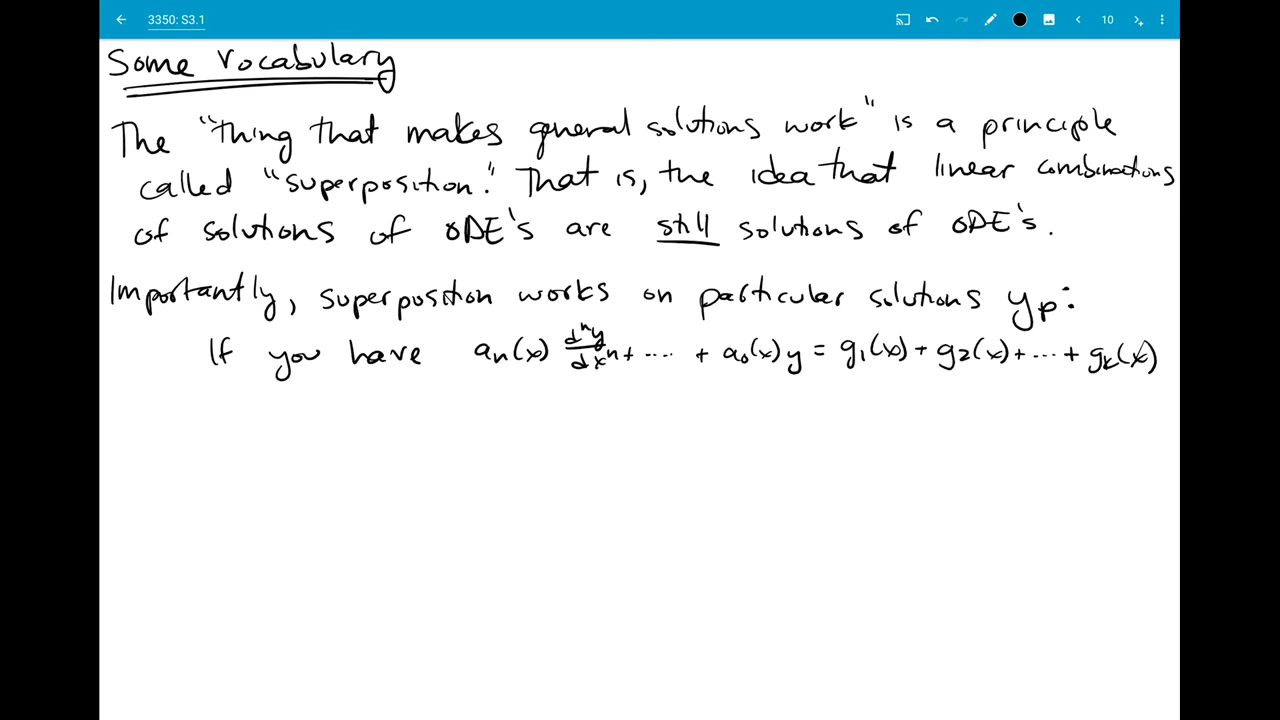 3350: S3.1
10
Some Vocabulary
The "thing that makes general solutions work" is a principle
called "superposition." That is, the idea that linear combinations
of solutions of ODE's are still solutions of ODE's.
Importantly, superposition works on particular solutions yₚ:
If you have aₙ(x) dⁿy/dxⁿ + ···· + a₀(x)y = g₁(x) + g₂(x) + ··· + gₖ(x)